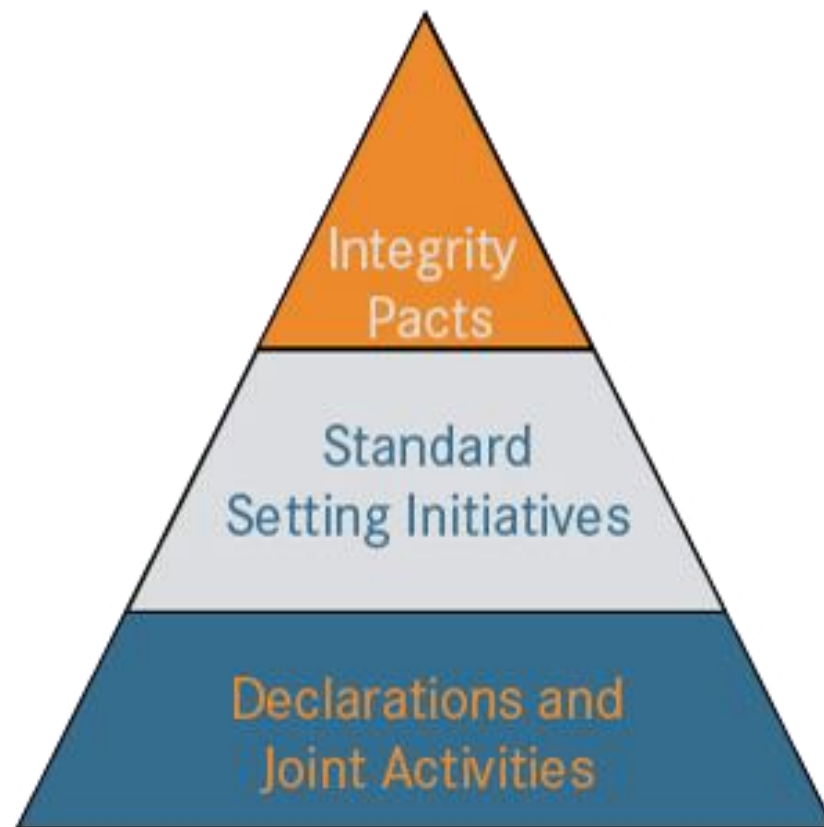 Integrity
Pacts
Standard
Setting Initiatives
Declarations and
Joint Activities